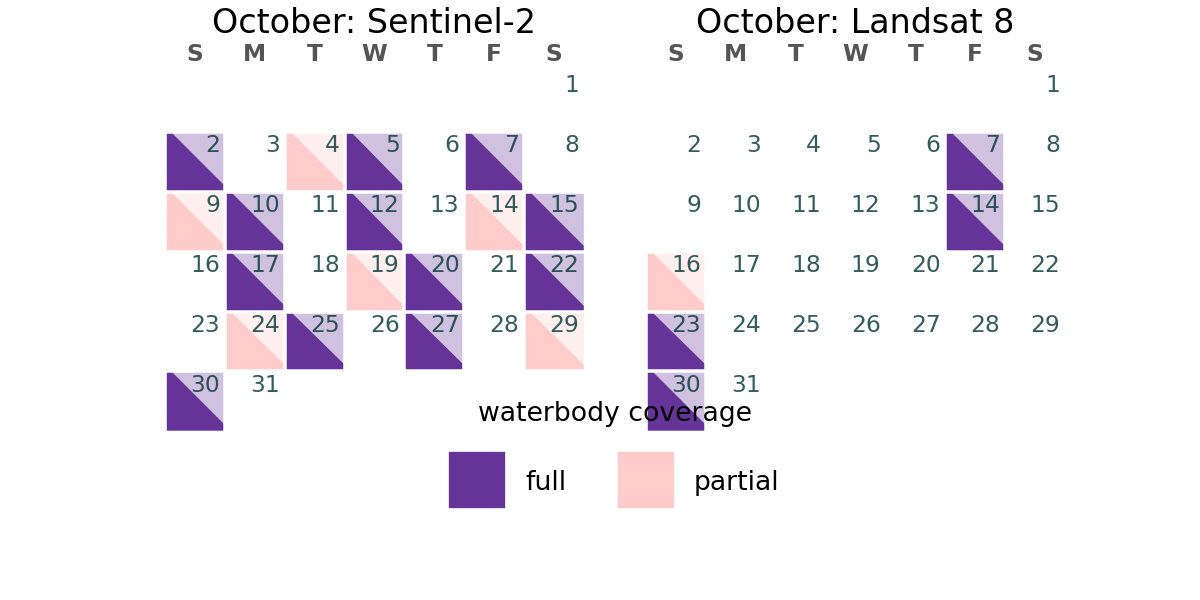 October: Sentinel-2
S M T W T F S
1
2 3 4 5 6 7 8
9 10 11 12 13 14 15
16 17 18 19 20 21 22
23 24 25 26 27 28 29
30 31
October: Landsat 8
S M T W T F S
1
2 3 4 5 6 7 8
9 10 11 12 13 14 15
16 17 18 19 20 21 22
23 24 25 26 27 28 29
30 31
waterbody coverage
full partial